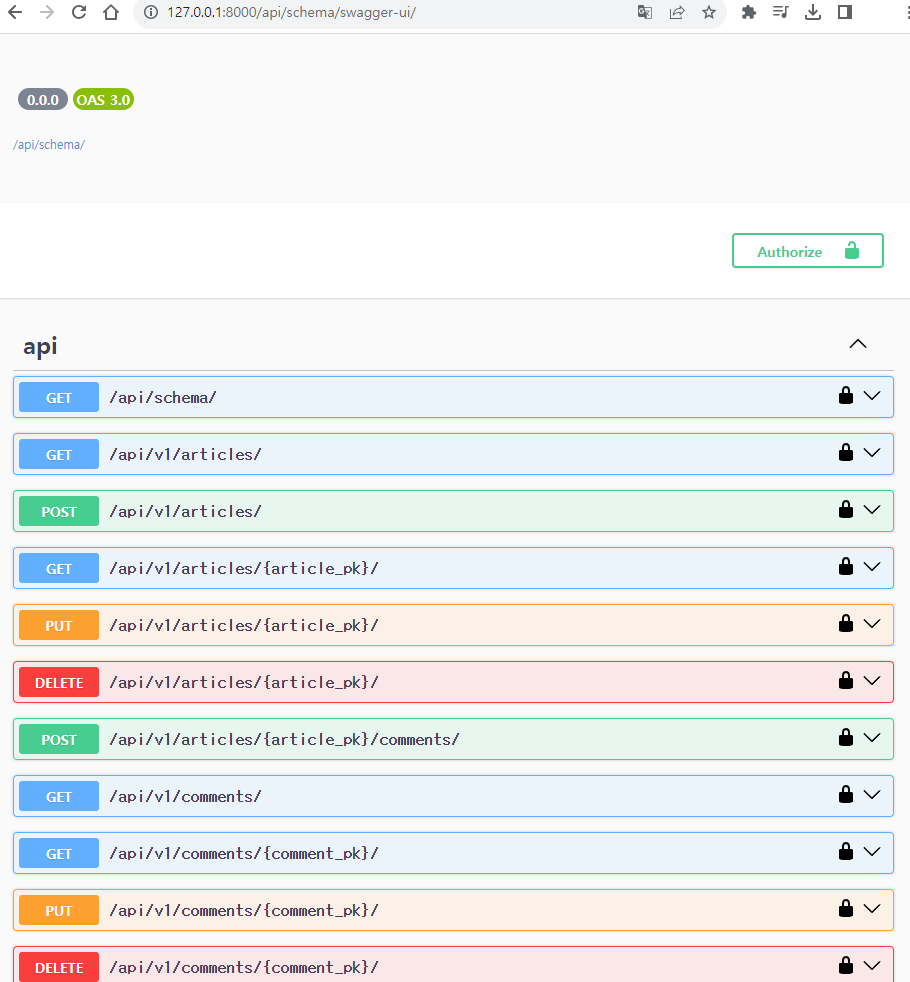 127.0.0.1:8000/api/schema/swagger-ui/
0.0.0 OAS 3.0
/api/schema/
Authorize
api
GET /api/schema/
GET /api/v1/articles/
POST /api/v1/articles/
GET /api/v1/articles/{article_pk}/
PUT /api/v1/articles/{article_pk}/
DELETE /api/v1/articles/{article_pk}/
POST /api/v1/articles/{article_pk}/comments/
GET /api/v1/comments/
GET /api/v1/comments/{comment_pk}/
PUT /api/v1/comments/{comment_pk}/
DELETE /api/v1/comments/{comment_pk}/